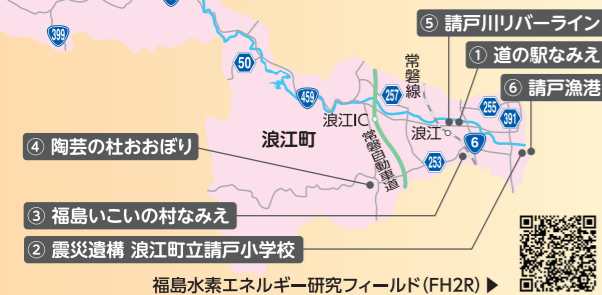 399
50
459
257
255
391
253
6
常磐線
浪江IC
浪江
浪江町
常磐自動車道
⑤ 請戸川リバーライン
① 道の駅なみえ
⑥ 請戸漁港
④ 陶芸の杜おおぼり
③ 福島いこいの村なみえ
② 震災遺構 浪江町立請戸小学校
福島水素エネルギー研究フィールド(FH2R) ▶